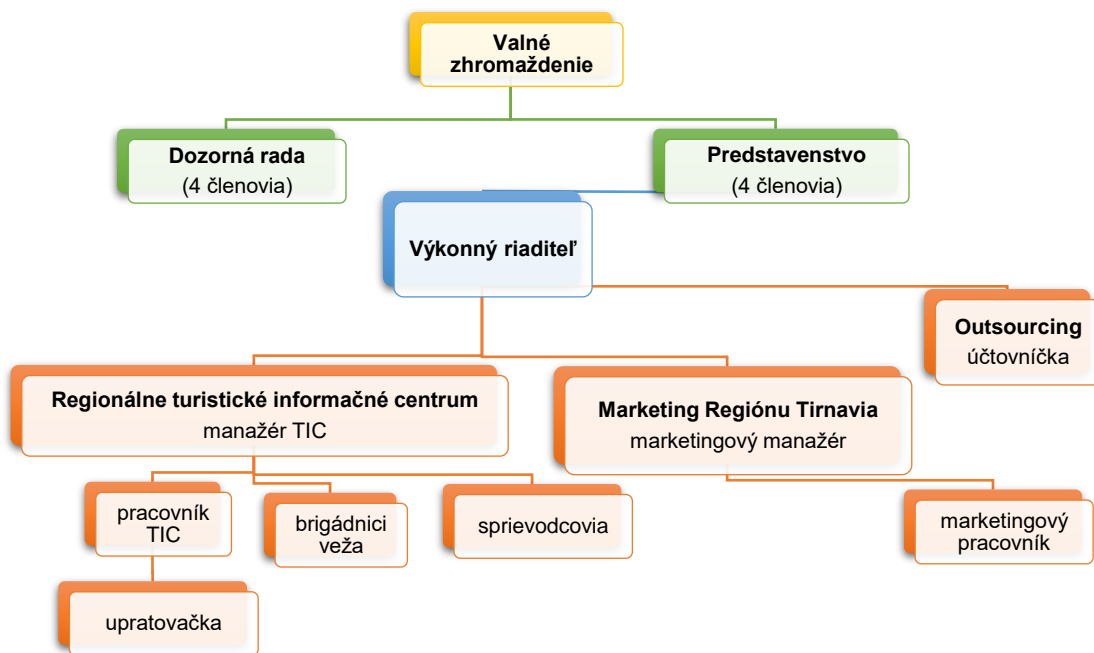 Valné
zhromaždenie
Dozorná rada
(4 členovia)
Predstavenstvo
(4 členovia)
Výkonný riaditeľ
Outsourcing
účtovníčka
Regionálne turistické informačné centrum
manažér TIC
Marketing Regiónu Tirnavia
marketingový manažér
pracovník
TIC
brigádnici
veža
sprievodcovia
marketingový
pracovník
upratovačka